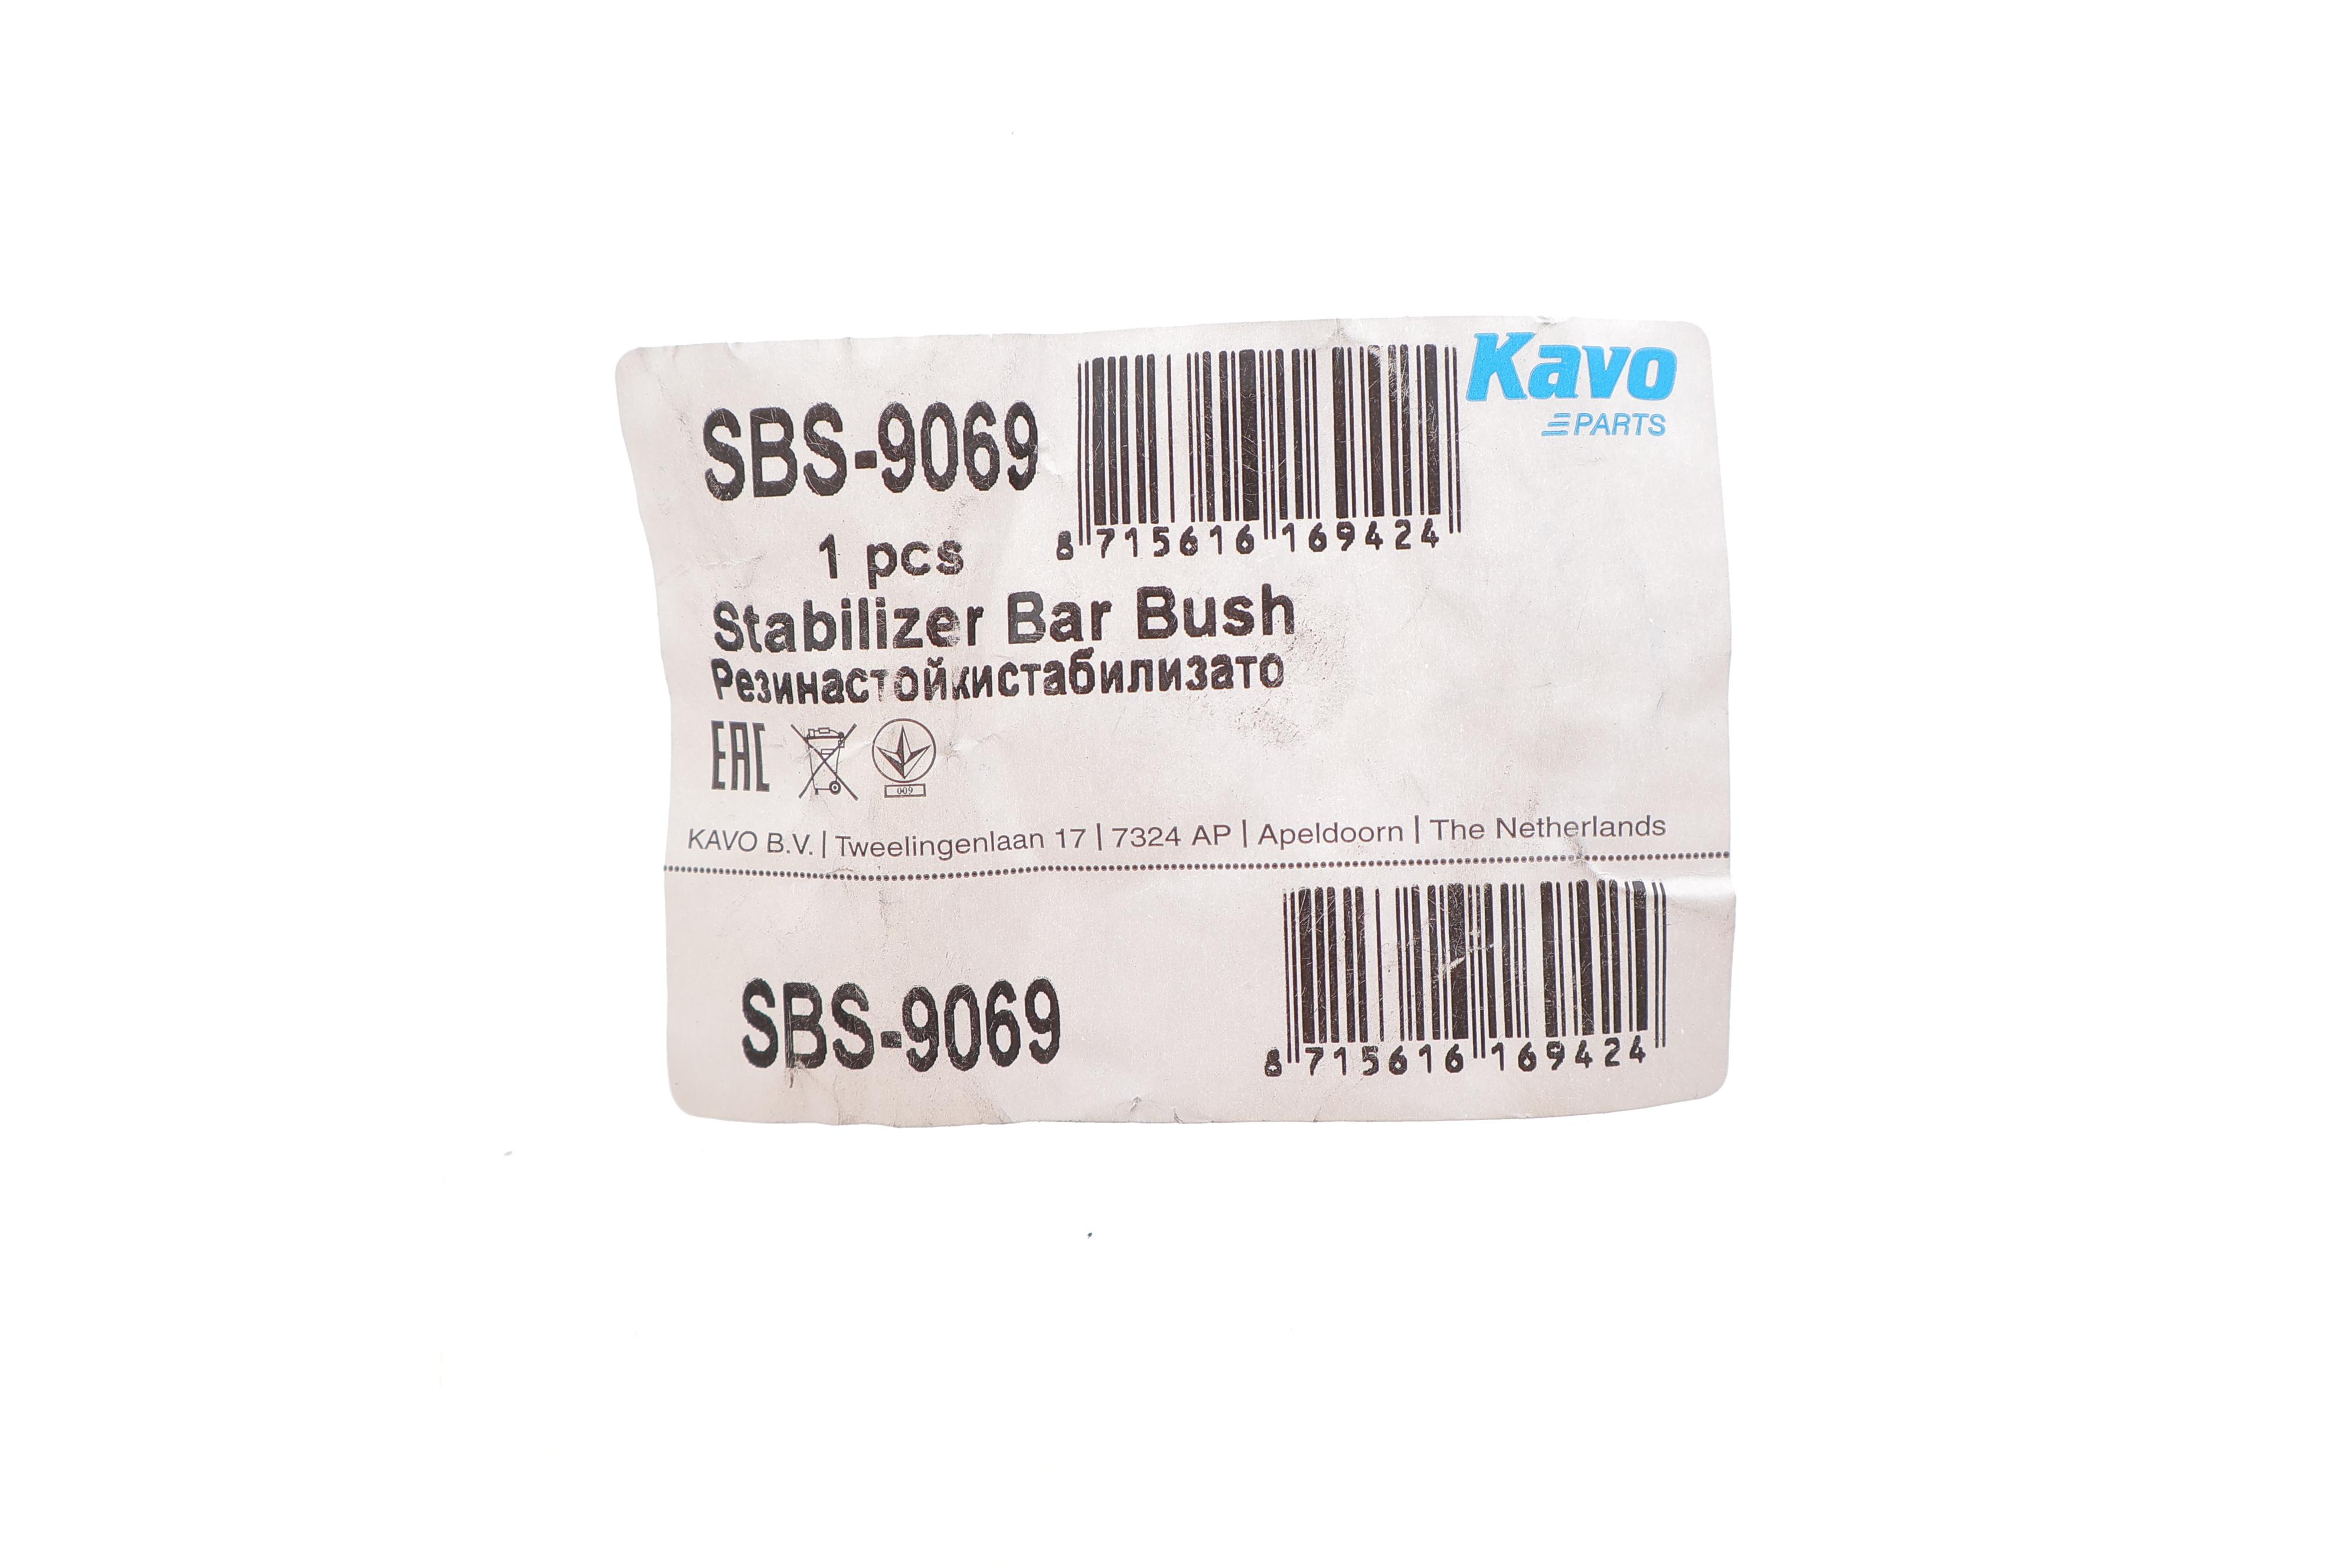 Kavo
PARTS
SBS-9069
8 715616 169424
1 pcs
Stabilizer Bar Bush
Резинастойкистабилизато
EAC
009
KAVO B.V. | Tweelingenlaan 17 | 7324 AP | Apeldoorn | The Netherlands
SBS-9069
8 715616 169424